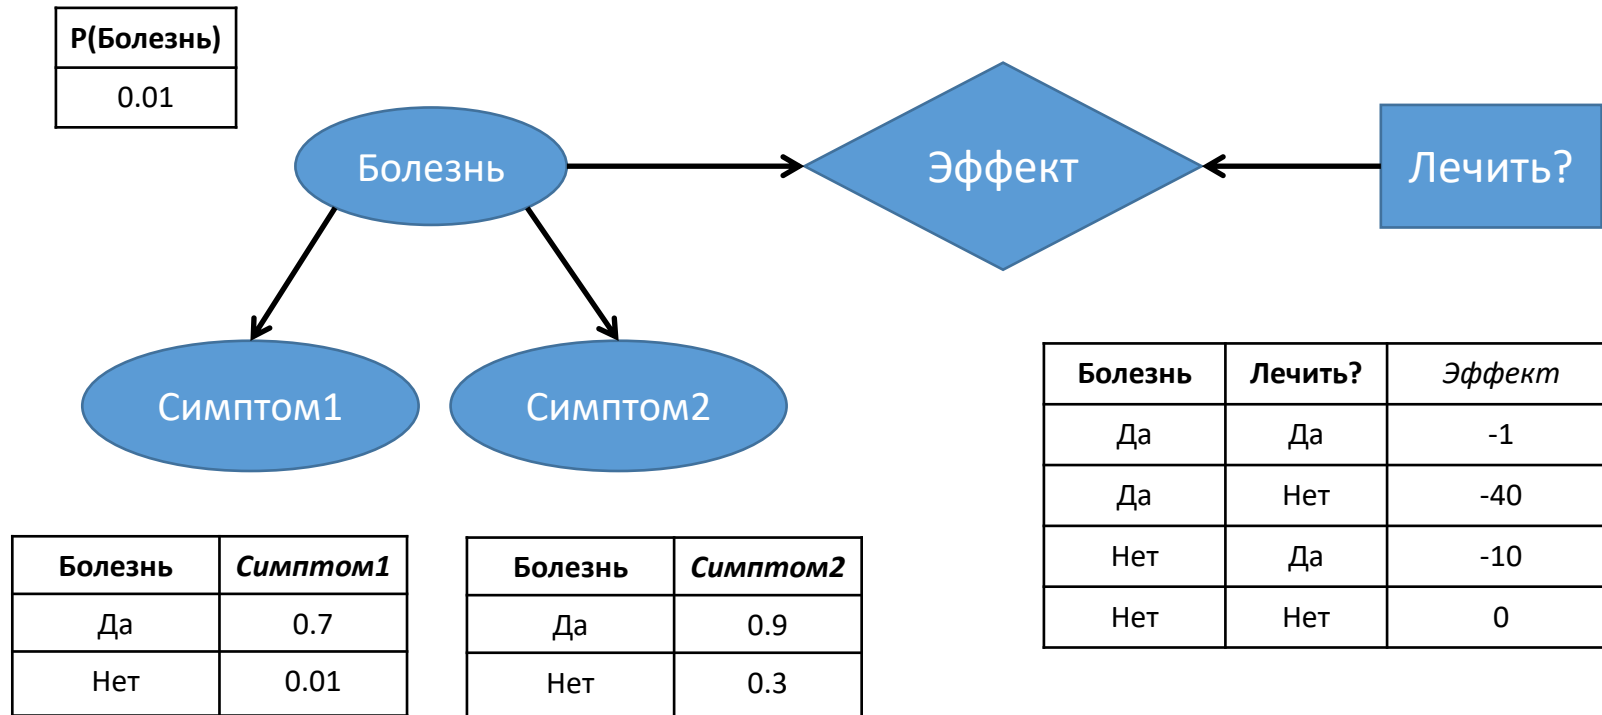 P(Болезнь)
0.01
Болезнь
Эффект
Лечить?
Симптом1
Симптом2
Болезнь Симптом1
Да 0.7
Нет 0.01
Болезнь Симптом2
Да 0.9
Нет 0.3
Болезнь Лечить? Эффект
Да Да -1
Да Нет -40
Нет Да -10
Нет Нет 0